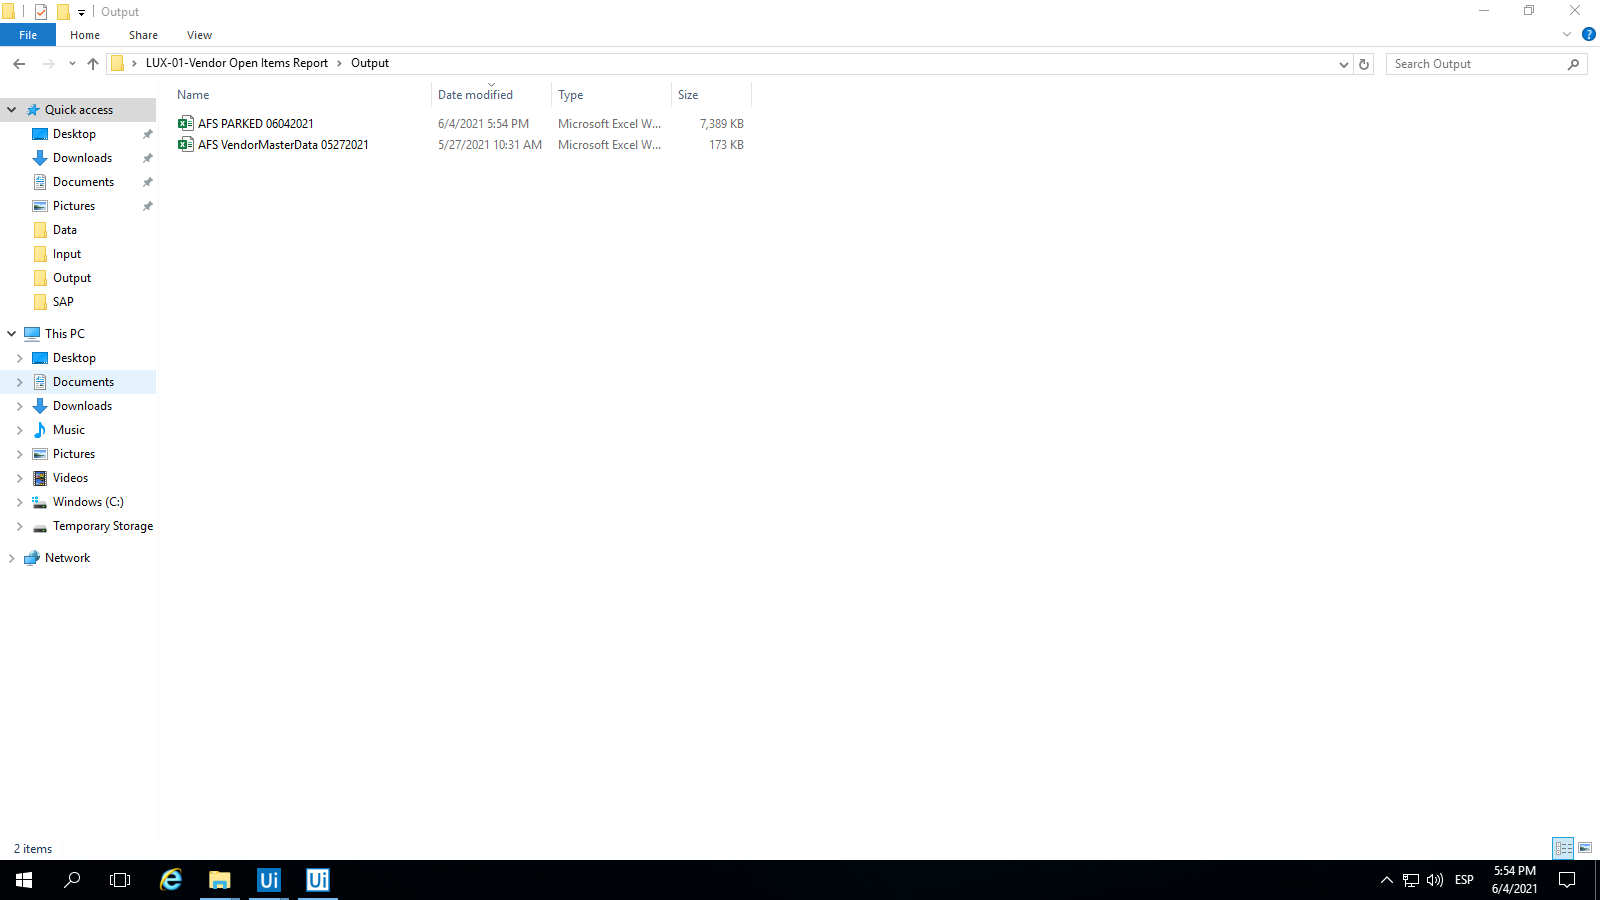 Output
File Home Share View
LUX-01-Vendor Open Items Report Output
Search Output
Name Date modified Type Size
AFS PARKED 06042021 6/4/2021 5:54 PM Microsoft Excel W... 7,389 KB
AFS VendorMasterData 05272021 5/27/2021 10:31 AM Microsoft Excel W... 173 KB
Quick access
Desktop
Downloads
Documents
Pictures
Data
Input
Output
SAP
This PC
Desktop
Documents
Downloads
Music
Pictures
Videos
Windows (C:)
Temporary Storage
Network
2 items
Ui Ui ESP 5:54 PM
6/4/2021